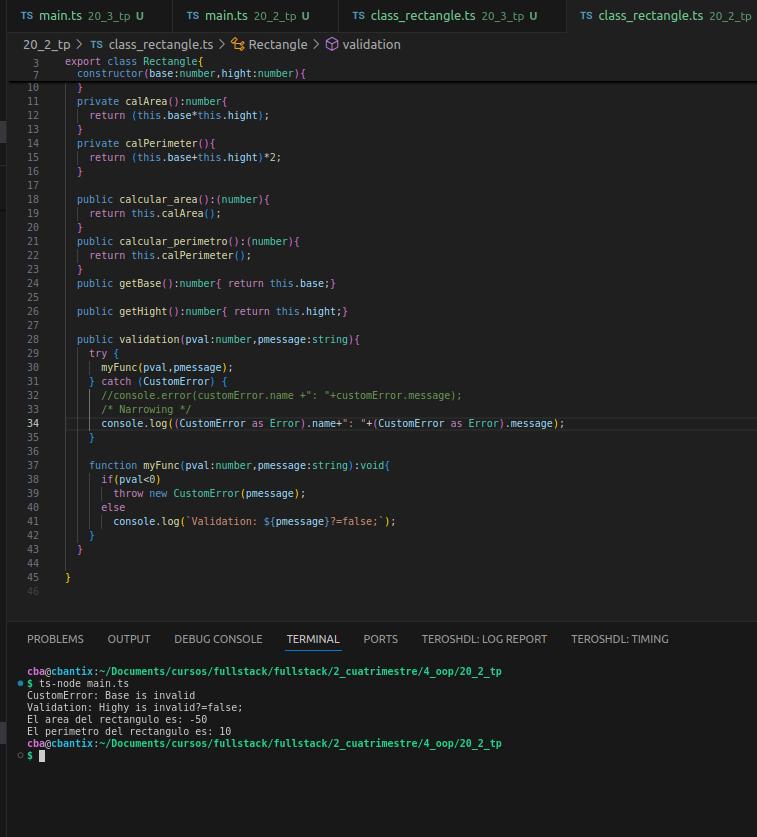 TS main.ts 20_3_tp U TS main.ts 20_2_tp U TS class_rectangle.ts 20_3_tp U TS class_rectangle.ts 20_2_tp
20_2_tp > TS class_rectangle.ts > Rectangle > validation
3 export class Rectangle{
7 constructor(base:number,hight:number){
10 }
11 private calArea():number{
12 return (this.base*this.hight);
13 }
14 private calPerimeter(){
15 return (this.base+this.hight)*2;
16 }
17
18 public calcular_area():(number){
19 return this.calArea();
20 }
21 public calcular_perimetro():(number){
22 return this.calPerimeter();
23 }
24 public getBase():number{ return this.base;}
25
26 public getHight():number{ return this.hight;}
27
28 public validation(pval:number,pmessage:string){
29 try {
30 myFunc(pval,pmessage);
31 } catch (CustomError) {
32 //console.error(customError.name +": "+customError.message);
33 /* Narrowing */
34 console.log((CustomError as Error).name+": "+(CustomError as Error).message);
35 }
36
37 function myFunc(pval:number,pmessage:string):void{
38 if(pval<0)
39 throw new CustomError(pmessage);
40 else
41 console.log(`Validation: ${pmessage}?=false;`);
42 }
43 }
44
45 }
46
PROBLEMS OUTPUT DEBUG CONSOLE TERMINAL PORTS TEROSHDL: LOG REPORT TEROSHDL: TIMING
cba@cbantix:~/Documents/cursos/fullstack/fullstack/2_cuatrimestre/4_oop/20_2_tp
$ ts-node main.ts
CustomError: Base is invalid
Validation: Highy is invalid?=false;
El area del rectangulo es: -50
El perimetro del rectangulo es: 10
cba@cbantix:~/Documents/cursos/fullstack/fullstack/2_cuatrimestre/4_oop/20_2_tp
$